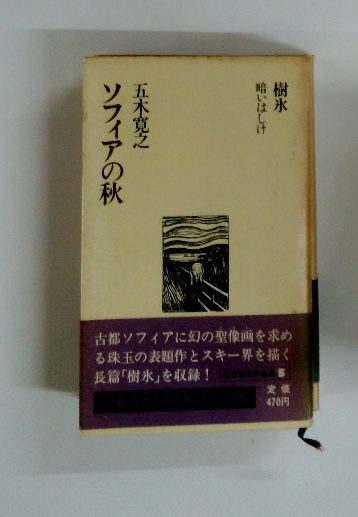 樹氷
暗いはしけ
五木寛之
ソフィアの秋
古都ソフィアに幻の聖像画を求め
る珠玉の表題作とスキー界を描く
長篇「樹氷」を収録!
5
定価
470円